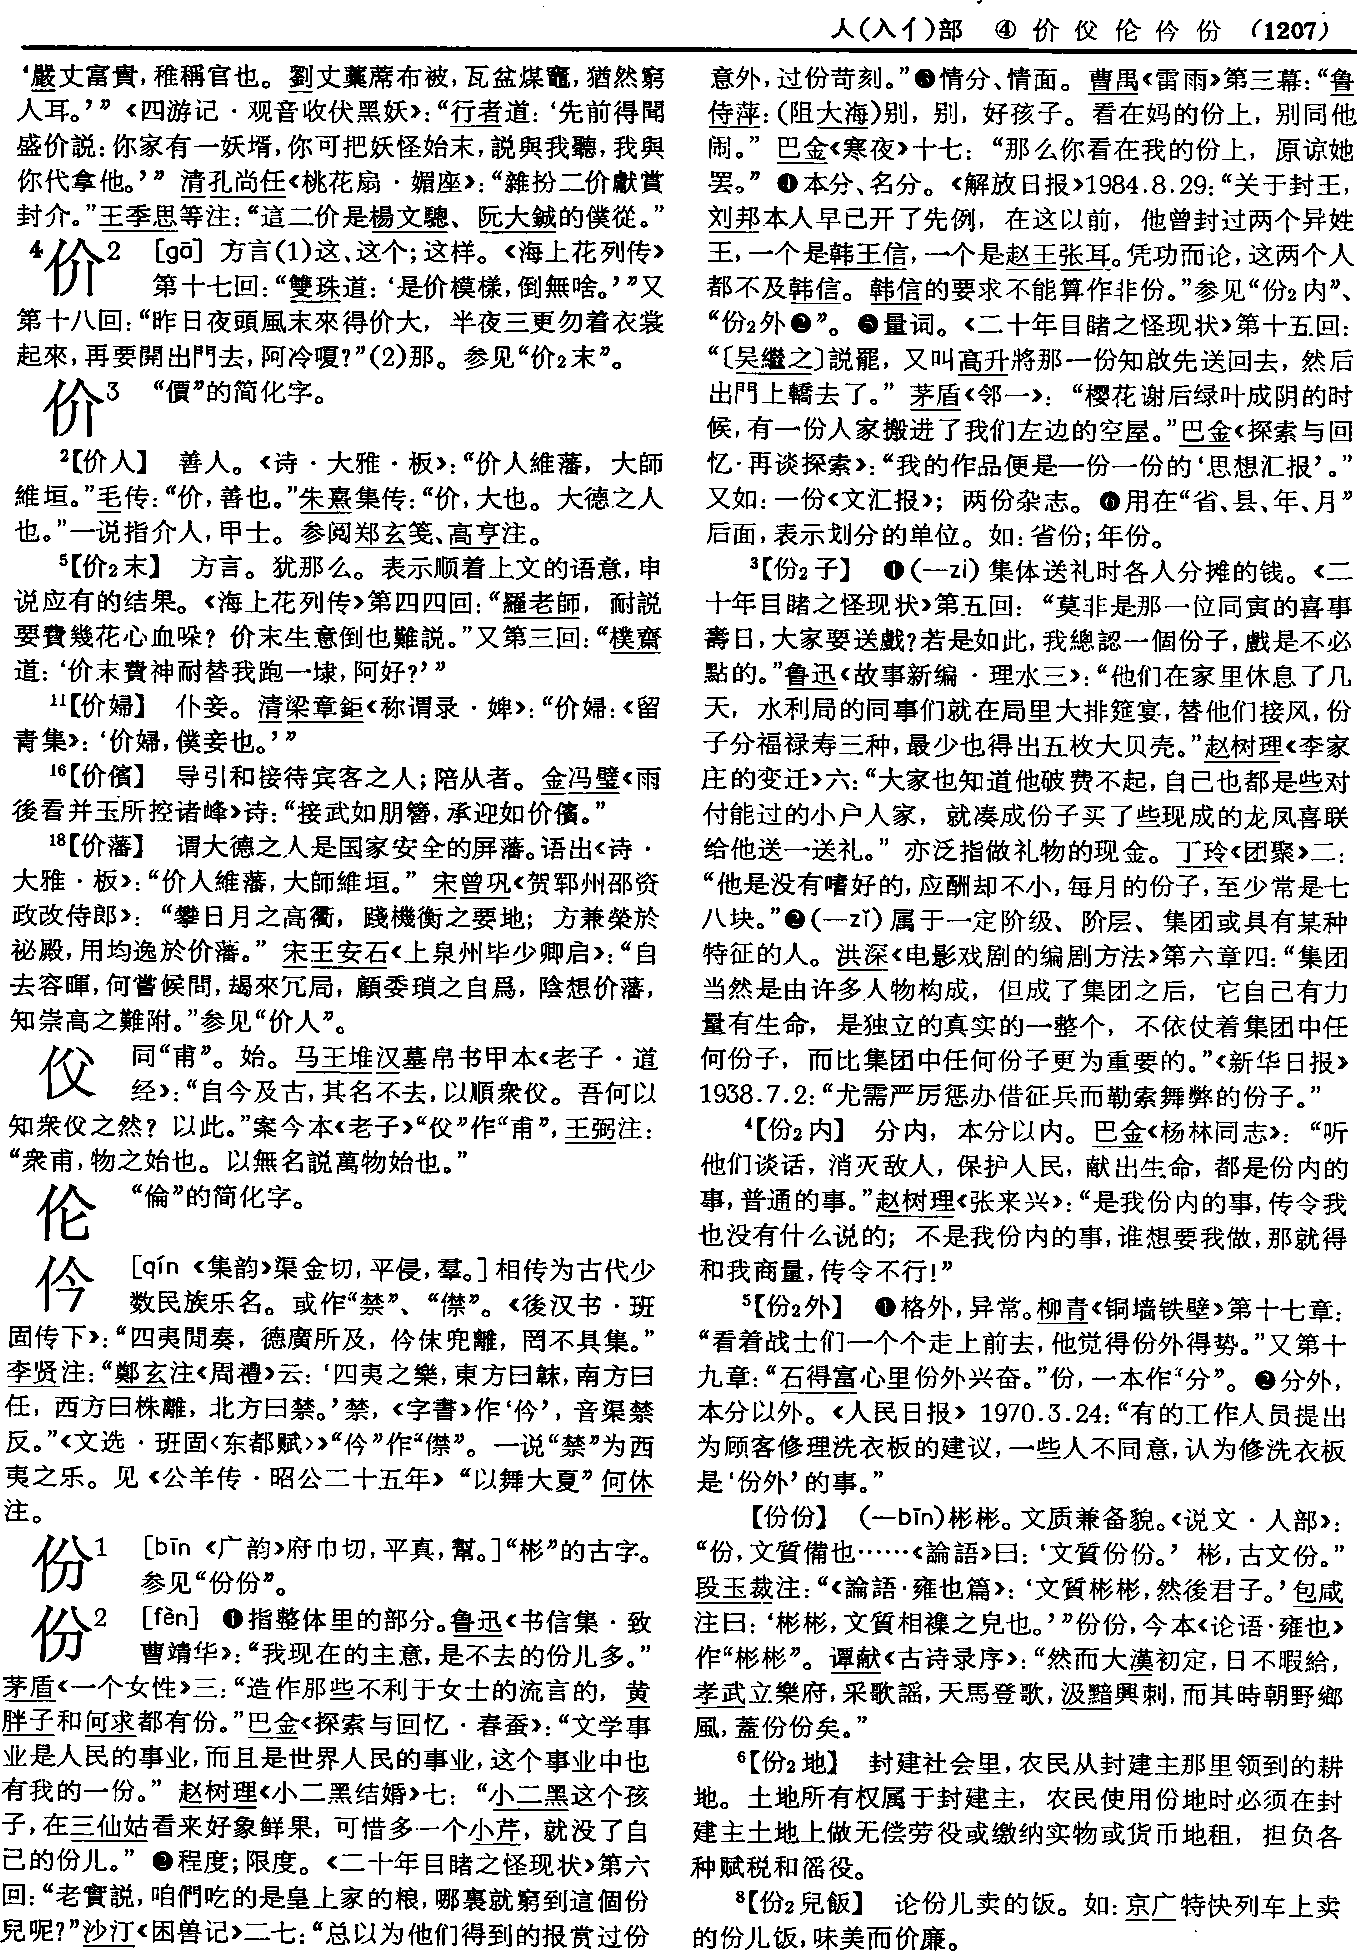 人(入亻)部 ④ 价伩伦仱份 (1207)
‘嚴丈富貴，稚稱官也。劉丈藁蓆布被，瓦盆煤竈，猶然窮
人耳。’”《四游记·观音收伏黑妖》：“行者道：‘先前得聞
盛价説：你家有一妖壻，你可把妖怪始末，説與我聽，我與
你代拿他。’” 清孔尚任《桃花扇·媚座》：“雜扮二价獻賞
封介。”王季思等注：“這二价是楊文驄、阮大鋮的僕從。”
4价2 [gā] 方言(1)这、这个；这样。《海上花列传》
第十七回：“雙珠道：‘是价模樣，倒無啥。’”又
第十八回：“昨日夜頭風末來得价大，半夜三更勿着衣裳
起來，再要開出門去，阿冷嗄？”(2)那。参见“价2末”。
价3 “價”的简化字。
2【价人】 善人。《诗·大雅·板》：“价人維藩，大師
維垣。”毛传：“价，善也。”朱熹集传：“价，大也。大德之人
也。”一说指介人，甲士。参阅郑玄笺、高亨注。
5【价2末】 方言。犹那么。表示顺着上文的语意，申
说应有的结果。《海上花列传》第四四回：“羅老師，耐説
要費幾花心血哚？价末生意倒也難説。”又第三回：“樸齋
道：‘价末費神耐替我跑一埭，阿好？’”
11【价婦】 仆妾。清梁章鉅《称谓录·婢》：“价婦：《留
青集》：‘价婦，僕妾也。’”
16【价儐】 导引和接待宾客之人；陪从者。金冯璧《雨
後看并玉所控诸峰》诗：“接武如朋簪，承迎如价儐。”
18【价藩】 谓大德之人是国家安全的屏藩。语出《诗·
大雅·板》：“价人維藩，大師維垣。” 宋曾巩《贺郓州邵资
政改侍郎》：“攀日月之高衢，踐機衡之要地；方兼榮於
祕殿，用均逸於价藩。” 宋王安石《上泉州毕少卿启》：“自
去容暉，何嘗候問，朅來冗局，顧委瑣之自爲，陰想价藩，
知崇高之難附。”参见“价人”。
伩 同“甫”。始。马王堆汉墓帛书甲本《老子·道
经》：“自今及古，其名不去，以順衆伩。吾何以
知衆伩之然？以此。”案今本《老子》“伩”作“甫”，王弼注：
“衆甫，物之始也。以無名説萬物始也。”
伦 “倫”的简化字。
仱 [qín 《集韵》渠金切，平侵，羣。]相传为古代少
数民族乐名。或作“禁”、“僸”。《後汉书·班
固传下》：“四夷閒奏，德廣所及，仱㑣兜離，罔不具集。”
李贤注：“鄭玄注《周禮》云：‘四夷之樂，東方曰韎，南方曰
任，西方曰株離，北方曰禁。’禁，《字書》作‘仱’，音渠禁
反。”《文选·班固〈东都赋〉》“仱”作“僸”。一说“禁”为西
夷之乐。见《公羊传·昭公二十五年》“以舞大夏”何休
注。
份1 [bīn 《广韵》府巾切，平真，幫。]“彬”的古字。
参见“份份”。
份2 [fèn] ❶指整体里的部分。鲁迅《书信集·致
曹靖华》：“我现在的主意，是不去的份儿多。”
茅盾《一个女性》三：“造作那些不利于女士的流言的，黄
胖子和何求都有份。”巴金《探索与回忆·春蚕》：“文学事
业是人民的事业，而且是世界人民的事业，这个事业中也
有我的一份。” 赵树理《小二黑结婚》七：“小二黑这个孩
子，在三仙姑看来好象鲜果，可惜多一个小芹，就没了自
己的份儿。” ❷程度；限度。《二十年目睹之怪现状》第六
回：“老實説，咱們吃的是皇上家的粮，哪裏就窮到這個份
兒呢？”沙汀《困兽记》二七：“总以为他们得到的报赏过份
意外，过份苛刻。”❸情分、情面。曹禺《雷雨》第三幕：“鲁
侍萍：(阻大海)别，别，好孩子。看在妈的份上，别同他
闹。” 巴金《寒夜》十七：“那么你看在我的份上，原谅她
罢。” ❹本分、名分。《解放日报》1984.8.29：“关于封王，
刘邦本人早已开了先例，在这以前，他曾封过两个异姓
王，一个是韩王信，一个是赵王张耳。凭功而论，这两个人
都不及韩信。韩信的要求不能算作非份。”参见“份2内”、
“份2外❷”。❺量词。《二十年目睹之怪现状》第十五回：
“〔吴繼之〕説罷，又叫高升將那一份知啟先送回去，然后
出門上轎去了。” 茅盾《邻一》：“樱花谢后绿叶成阴的时
候，有一份人家搬进了我们左边的空屋。”巴金《探索与回
忆·再谈探索》：“我的作品便是一份一份的‘思想汇报’。”
又如：一份《文汇报》；两份杂志。❻用在“省、县、年、月”
后面，表示划分的单位。如：省份；年份。
3【份2子】 ❶(—zi)集体送礼时各人分摊的钱。《二
十年目睹之怪现状》第五回：“莫非是那一位同寅的喜事
壽日，大家要送戲？若是如此，我總認一個份子，戲是不必
點的。”鲁迅《故事新编·理水三》：“他们在家里休息了几
天，水利局的同事们就在局里大排筵宴，替他们接风，份
子分福禄寿三种，最少也得出五枚大贝壳。”赵树理《李家
庄的变迁》六：“大家也知道他破费不起，自己也都是些对
付能过的小户人家，就凑成份子买了些现成的龙凤喜联
给他送一送礼。” 亦泛指做礼物的现金。丁玲《团聚》二：
“他是没有嗜好的，应酬却不小，每月的份子，至少常是七
八块。”❷(—zǐ)属于一定阶级、阶层、集团或具有某种
特征的人。洪深《电影戏剧的编剧方法》第六章四：“集团
当然是由许多人物构成，但成了集团之后，它自己有力
量有生命，是独立的真实的一整个，不依仗着集团中任
何份子，而比集团中任何份子更为重要的。”《新华日报》
1938.7.2：“尤需严厉惩办借征兵而勒索舞弊的份子。”
4【份2内】 分内，本分以内。巴金《杨林同志》：“听
他们谈话，消灭敌人，保护人民，献出生命，都是份内的
事，普通的事。”赵树理《张来兴》：“是我份内的事，传令我
也没有什么说的；不是我份内的事，谁想要我做，那就得
和我商量，传令不行！”
5【份2外】 ❶格外，异常。柳青《铜墙铁壁》第十七章：
“看着战士们一个个走上前去，他觉得份外得势。”又第十
九章：“石得富心里份外兴奋。”份，一本作“分”。❷分外，
本分以外。《人民日报》1970.3.24：“有的工作人员提出
为顾客修理洗衣板的建议，一些人不同意，认为修洗衣板
是‘份外’的事。”
【份份】 (—bīn)彬彬。文质兼备貌。《说文·人部》：
“份，文質備也……《論語》曰：‘文質份份。’彬，古文份。”
段玉裁注：“《論語·雍也篇》：‘文質彬彬，然後君子。’包咸
注曰：‘彬彬，文質相襍之皃也。’”份份，今本《论语·雍也》
作“彬彬”。谭献《古诗录序》：“然而大漢初定，日不暇給，
孝武立樂府，采歌謡，天馬登歌，汲黯興刺，而其時朝野鄉
風，蓋份份矣。”
6【份2地】 封建社会里，农民从封建主那里领到的耕
地。土地所有权属于封建主，农民使用份地时必须在封
建主土地上做无偿劳役或缴纳实物或货币地租，担负各
种赋税和徭役。
8【份2兒飯】 论份儿卖的饭。如：京广特快列车上卖
的份儿饭，味美而价廉。